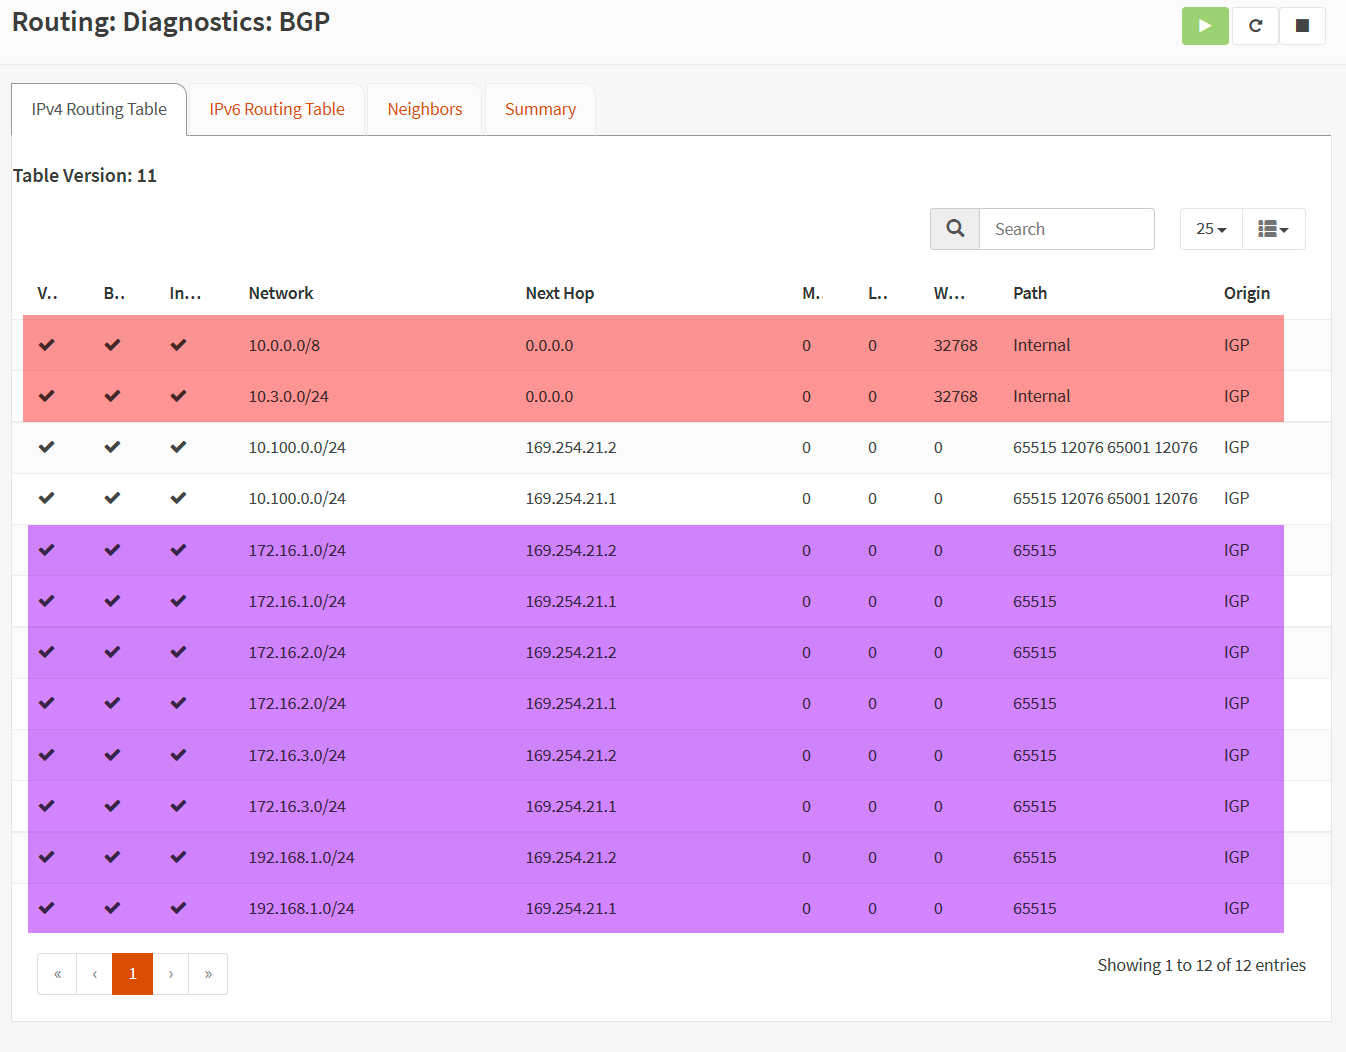 Routing: Diagnostics: BGP
IPv4 Routing Table IPv6 Routing Table Neighbors Summary
Table Version: 11
Search 25
V.. B.. In... Network Next Hop M. L.. W... Path Origin
10.0.0.0/8 0.0.0.0 0 0 32768 Internal IGP
10.3.0.0/24 0.0.0.0 0 0 32768 Internal IGP
10.100.0.0/24 169.254.21.2 0 0 0 65515 12076 65001 12076 IGP
10.100.0.0/24 169.254.21.1 0 0 0 65515 12076 65001 12076 IGP
172.16.1.0/24 169.254.21.2 0 0 0 65515 IGP
172.16.1.0/24 169.254.21.1 0 0 0 65515 IGP
172.16.2.0/24 169.254.21.2 0 0 0 65515 IGP
172.16.2.0/24 169.254.21.1 0 0 0 65515 IGP
172.16.3.0/24 169.254.21.2 0 0 0 65515 IGP
172.16.3.0/24 169.254.21.1 0 0 0 65515 IGP
192.168.1.0/24 169.254.21.2 0 0 0 65515 IGP
192.168.1.0/24 169.254.21.1 0 0 0 65515 IGP
« ‹ 1 › » Showing 1 to 12 of 12 entries